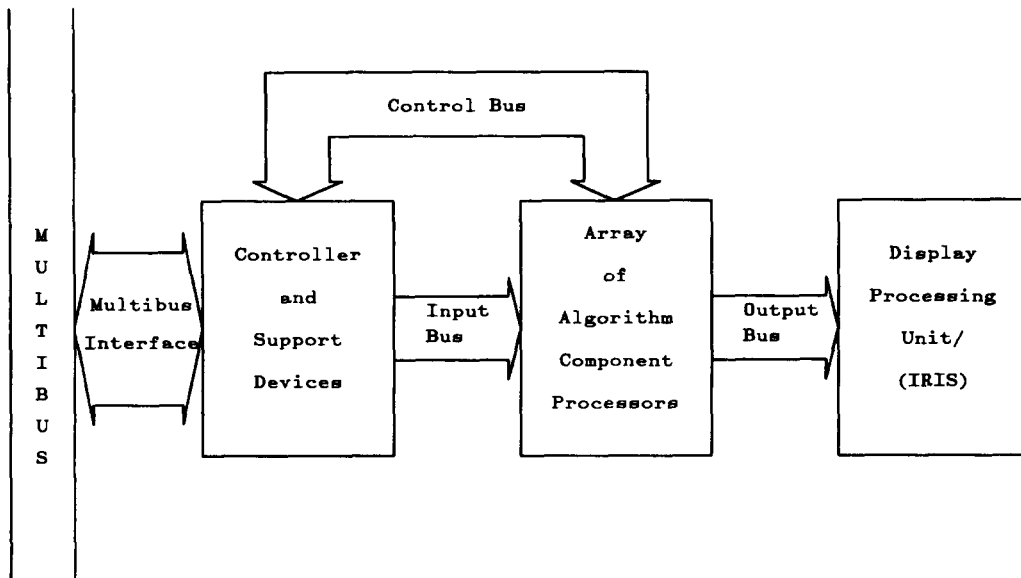 Control Bus
M
U
L
T
I
B
U
S
Multibus
Interface
Controller
and
Support
Devices
Input
Bus
Array
of
Algorithm
Component
Processors
Output
Bus
Display
Processing
Unit/
(IRIS)